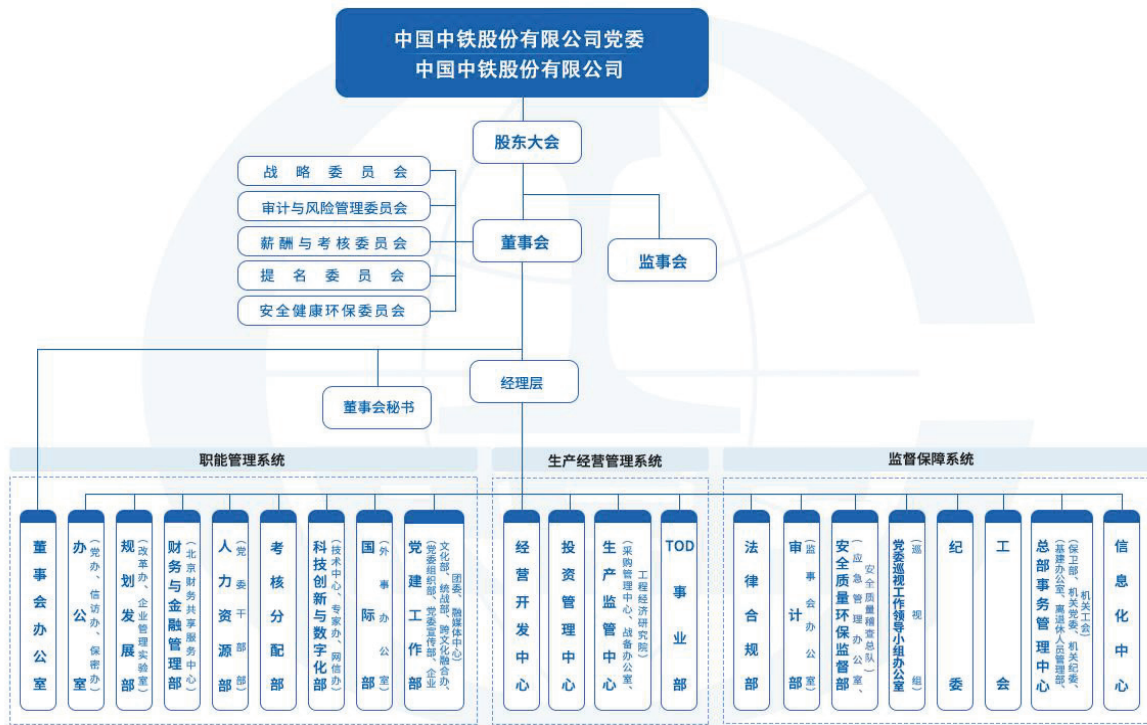 中国中铁股份有限公司党委
中国中铁股份有限公司
股东大会
战略委员会
审计与风险管理委员会
薪酬与考核委员会
提名委员会
安全健康环保委员会
董事会
监事会
经理层
董事会秘书
职能管理系统
生产经营管理系统
监督保障系统
董事会办公室
办公室
（党办、信访办、保密办）
规划发展部
（改革办、企业管理实验室）
财务与金融管理部
（北京财务共享服务中心）
人力资源部
（党委干部部）
考核分配部
科技创新与数字化部
（技术中心、专家办、网信办）
国际部
（外事办公室）
党建工作部
（党委组织部、党委宣传部、企业
文化部、统战部、跨文化融合办、
团委、融媒体中心）
经营开发中心
投资管理中心
生产监管中心
（采购管理中心、战备办公室、
工程经济研究院）
TOD事业部
法律合规部
审计部
（监事会办公室）
安全质量环保监督部
（应急管理办公室、
安全质量稽查总队）
党委巡视工作领导小组办公室
（巡视组）
纪委
工会
总部事务管理中心
（基建办公室、离退休人员管理部、
保卫部、机关党委、机关纪委、
机关工会）
信息化中心